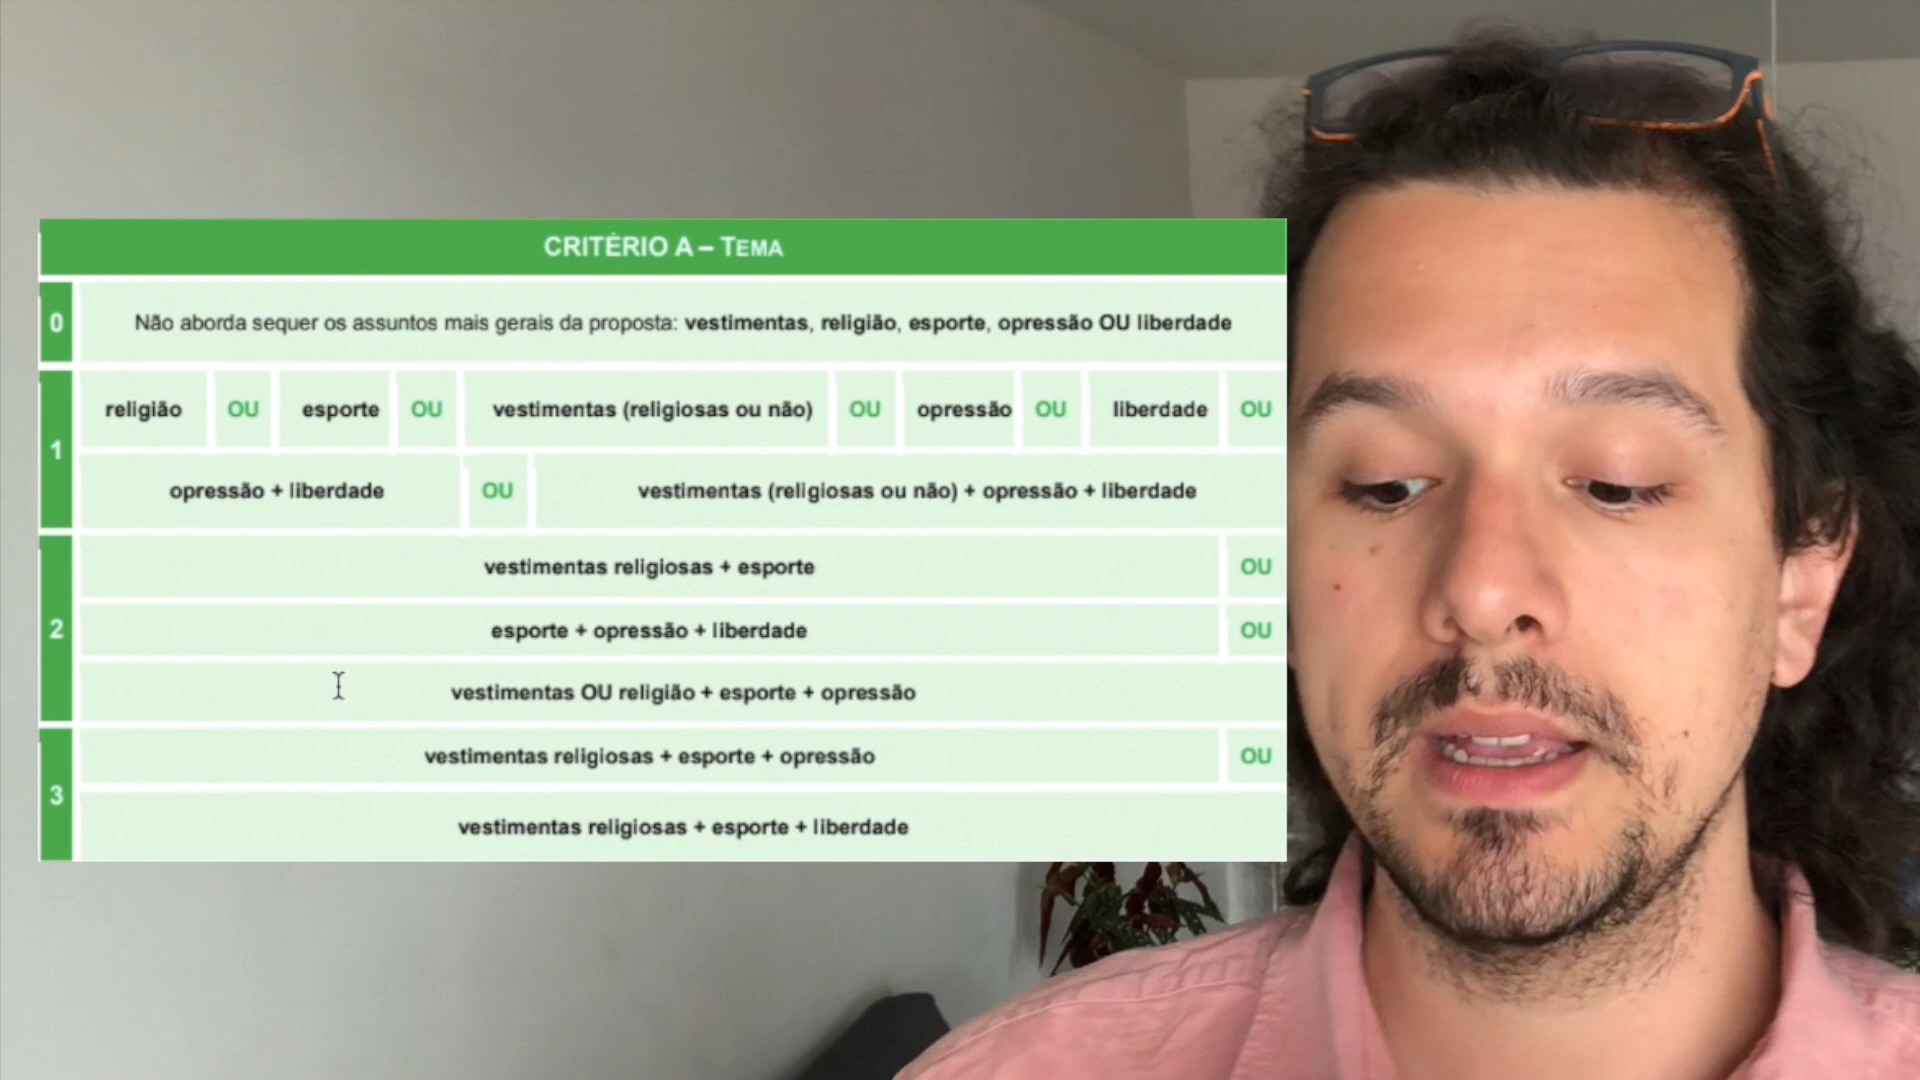 CRITÉRIO A – TEMA
0 Não aborda sequer os assuntos mais gerais da proposta: vestimentas, religião, esporte, opressão OU liberdade
1
religião OU esporte OU vestimentas (religiosas ou não) OU opressão OU liberdade OU
opressão + liberdade OU vestimentas (religiosas ou não) + opressão + liberdade
2
vestimentas religiosas + esporte OU
esporte + opressão + liberdade OU
vestimentas OU religião + esporte + opressão
3
vestimentas religiosas + esporte + opressão OU
vestimentas religiosas + esporte + liberdade